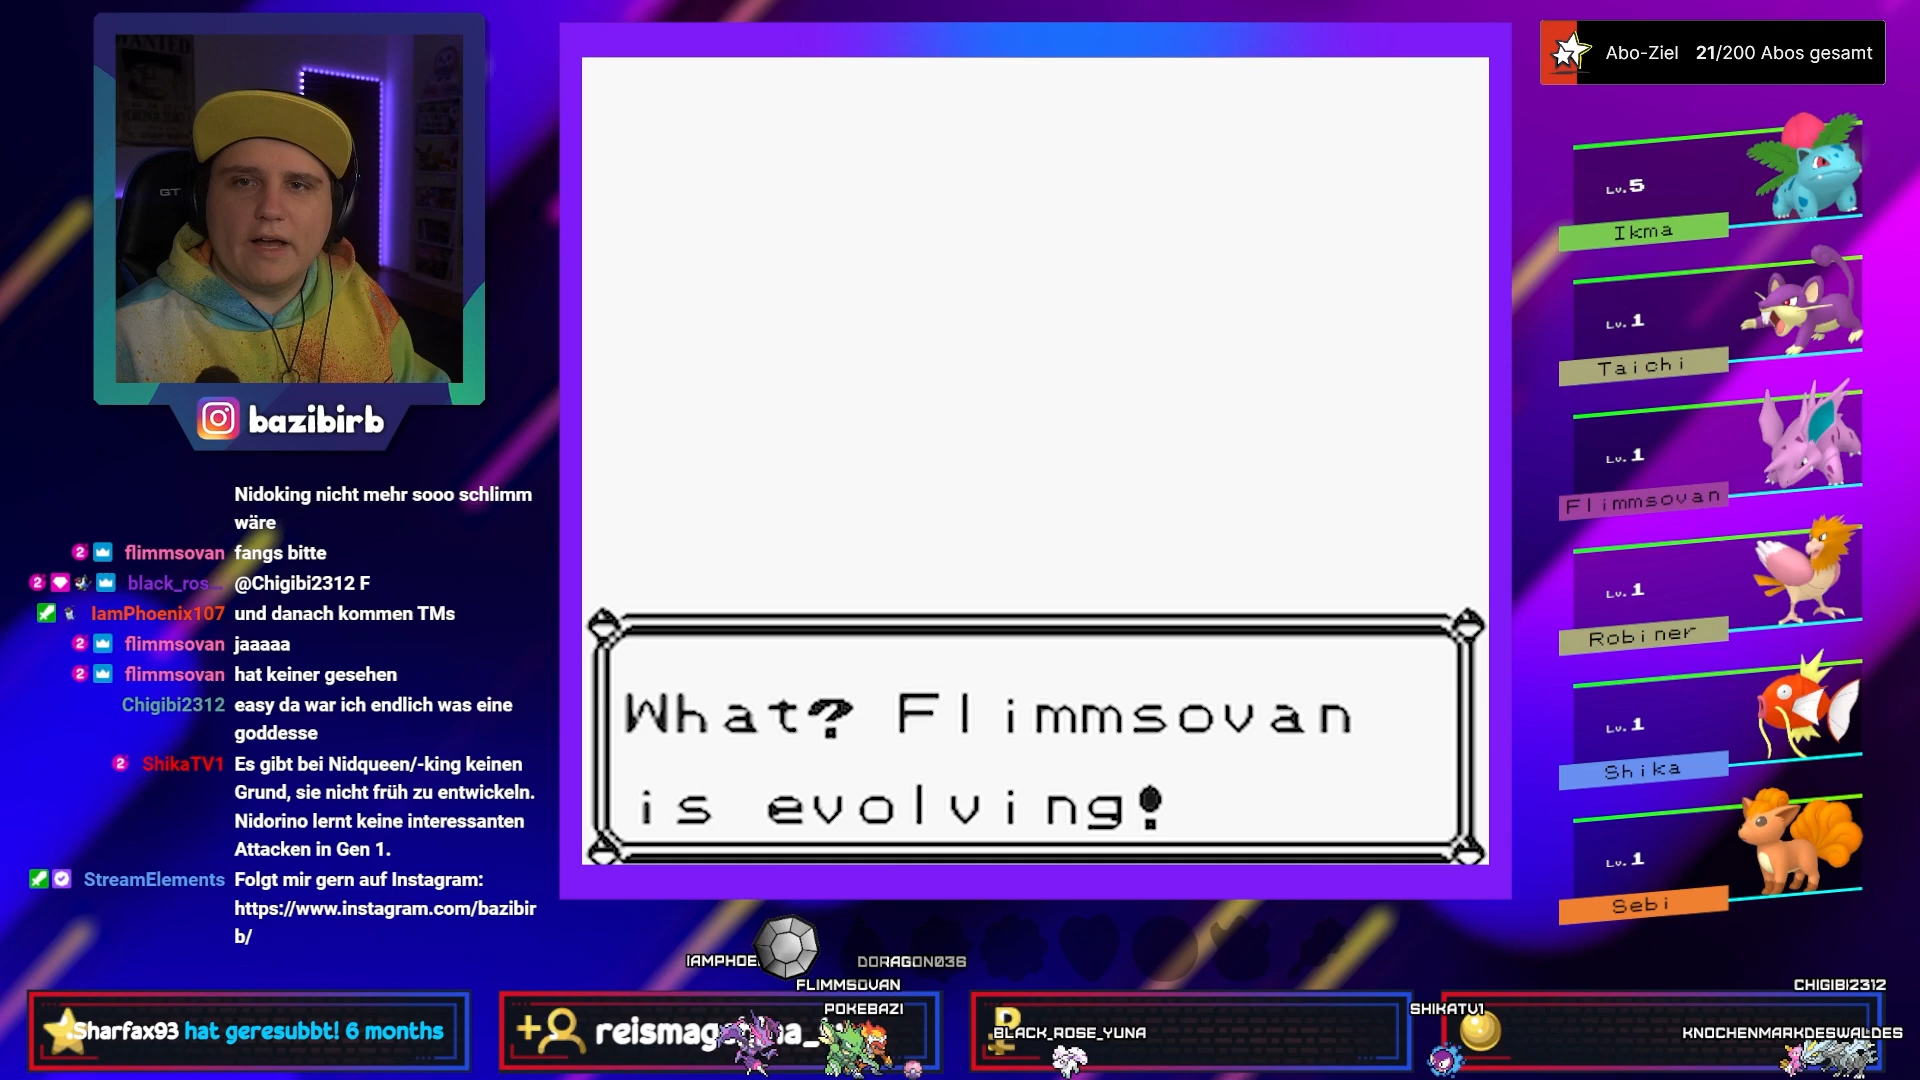 WANTED
GT
bazibirb
Nidoking nicht mehr sooo schlimm
wäre
flimmsovan fangs bitte
black_ros... @Chigibi2312 F
IamPhoenix107 und danach kommen TMs
flimmsovan jaaaaa
flimmsovan hat keiner gesehen
Chigibi2312 easy da war ich endlich was eine
goddesse
ShikaTV1 Es gibt bei Nidqueen/-king keinen
Grund, sie nicht früh zu entwickeln.
Nidorino lernt keine interessanten
Attacken in Gen 1.
StreamElements Folgt mir gern auf Instagram:
https://www.instagram.com/bazibir
b/
What? Flimmsovan
is evolving!
Abo-Ziel 21/200 Abos gesamt
Lv.5
Ikma
Lv.1
Taichi
Lv.1
Flimmsovan
Lv.1
Robiner
Lv.1
Shika
Lv.1
Sebi
DORAGON036
FLIMMSOVAN
POKEBAZI
BLACK_ROSE_YUNA
SHIKATV1
CHIGIBI2312
KNOCHENMARKDESWALDES
Sharfax93 hat geresubbt! 6 months